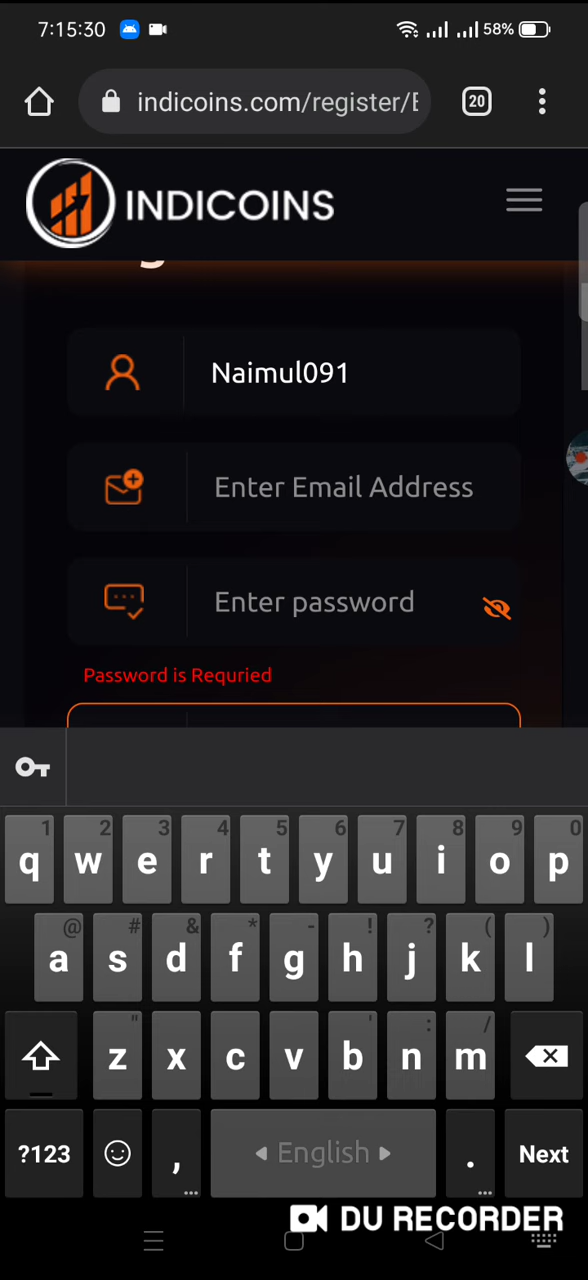 7:15:30 58%
indicoins.com/register/ 20
INDICOINS
Naimul091
Enter Email Address
Enter password
Password is Requried
1 2 3 4 5 6 7 8 9 0
q w e r t y u i o p
@ # & * - ! ? ( )
a s d f g h j k l
" ' : /
z x c v b n m
?123 , English . Next
DU RECORDER